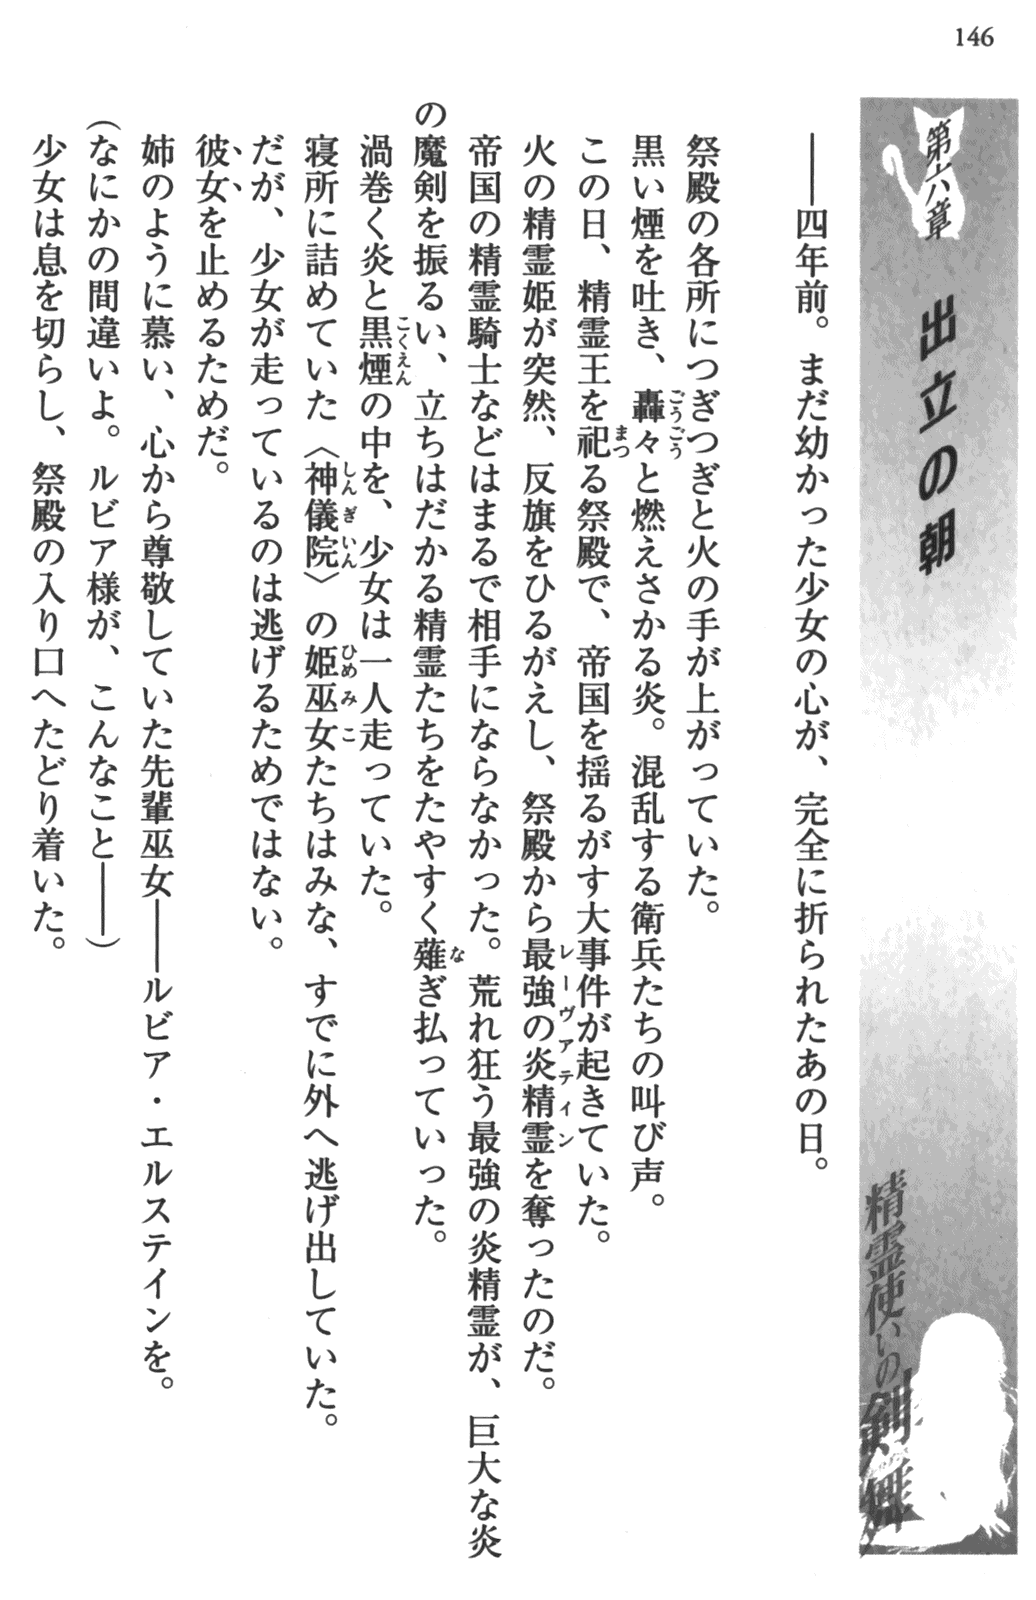 146
第六章
出立の朝
精霊使いの剣舞
――四年前。まだ幼かった少女の心が、完全に折られたあの日。
祭殿の各所につぎつぎと火の手が上がっていた。
黒い煙を吐き、轟々と燃えさかる炎。混乱する衛兵たちの叫び声。
この日、精霊王を祀る祭殿で、帝国を揺るがす大事件が起きていた。
火の精霊姫が突然、反旗をひるがえし、祭殿から最強の炎精霊を奪ったのだ。
帝国の精霊騎士などはまるで相手にならなかった。荒れ狂う最強の炎精霊が、巨大な炎
の魔剣を振るい、立ちはだかる精霊たちをたやすく薙ぎ払っていった。
渦巻く炎と黒煙の中を、少女は一人走っていた。
寝所に詰めていた〈神儀院〉の姫巫女たちはみな、すでに外へ逃げ出していた。
だが、少女が走っているのは逃げるためではない。
彼女を止めるためだ。
姉のように慕い、心から尊敬していた先輩巫女――ルビア・エルステインを。
(なにかの間違いよ。ルビア様が、こんなこと――)
少女は息を切らし、祭殿の入り口へたどり着いた。